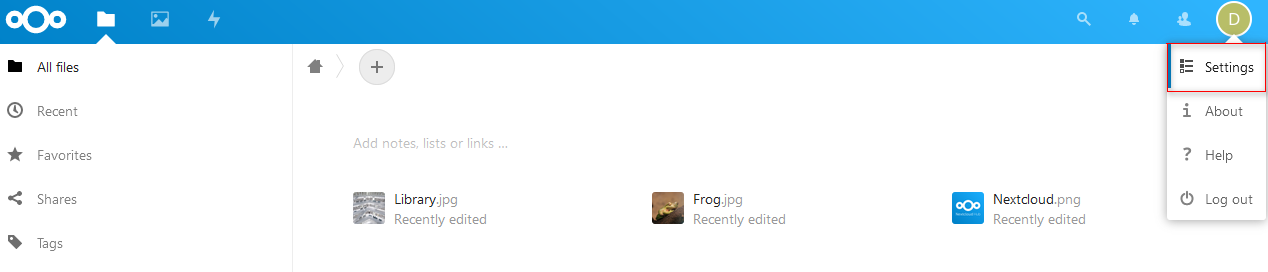 D
All files
Settings
Recent
About
Add notes, lists or links ...
Favorites
Help
Library.jpg
Recently edited
Frog.jpg
Recently edited
Nextcloud.png
Recently edited
Shares
Log out
Tags